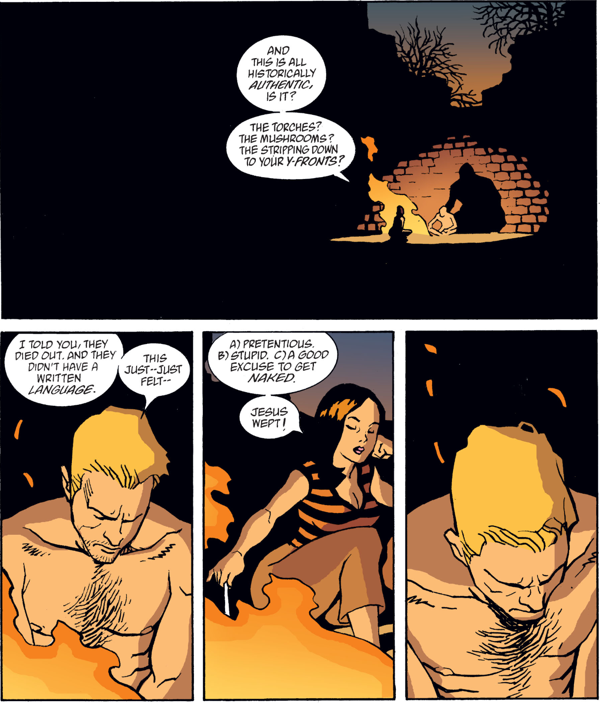 AND
THIS IS ALL
HISTORICALLY
AUTHENTIC,
IS IT?
THE TORCHES?
THE MUSHROOMS?
THE STRIPPING DOWN
TO YOUR Y-FRONTS?
I TOLD YOU, THEY
DIED OUT. AND THEY
DIDN'T HAVE A
WRITTEN
LANGUAGE.
THIS
JUST--JUST
FELT--
A) PRETENTIOUS.
B) STUPID. C) A GOOD
EXCUSE TO GET
NAKED.
JESUS
WEPT!